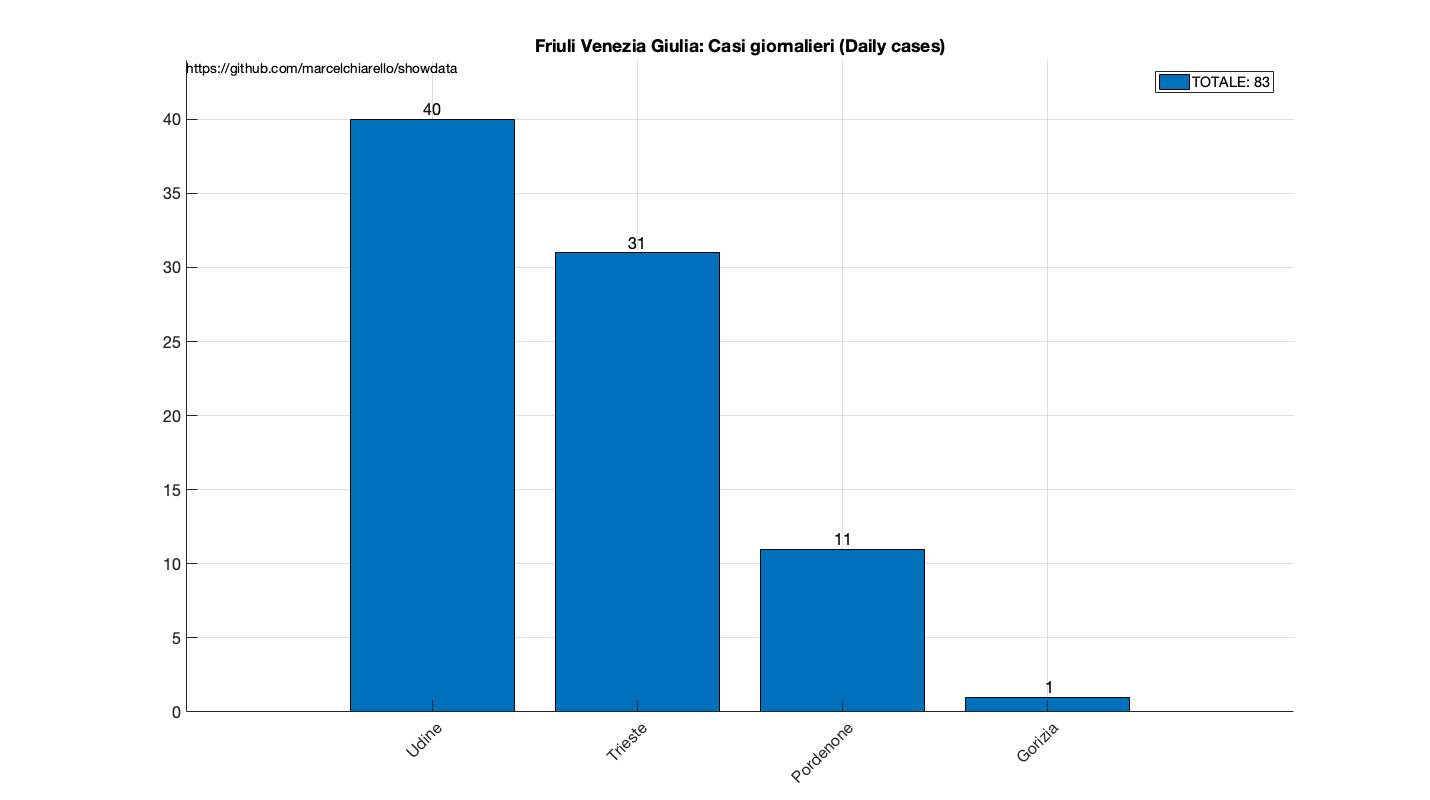 Friuli Venezia Giulia: Casi giornalieri (Daily cases)
https://github.com/marcelchiarello/showdata
TOTALE: 83
40
31
11
1
40
35
30
25
20
15
10
5
0
Udine
Trieste
Pordenone
Gorizia